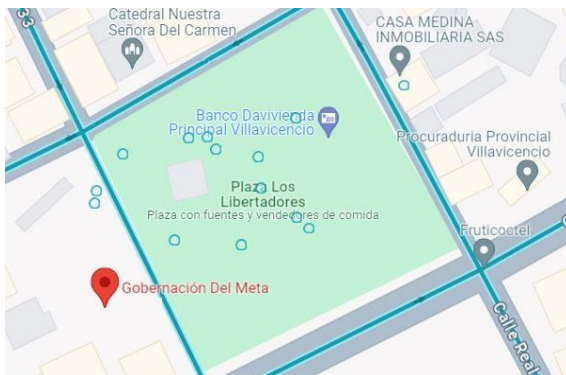 33
Catedral Nuestra
Señora Del Carmen
CASA MEDINA
INMOBILIARIA SAS
Banco Davivienda
Principal Villavicencio
Procuraduria Provincial
Villavicencio
Plaza Los
Libertadores
Plaza con fuentes y vendedores de comida
Fruticoctel
Gobernación Del Meta
Calle Real